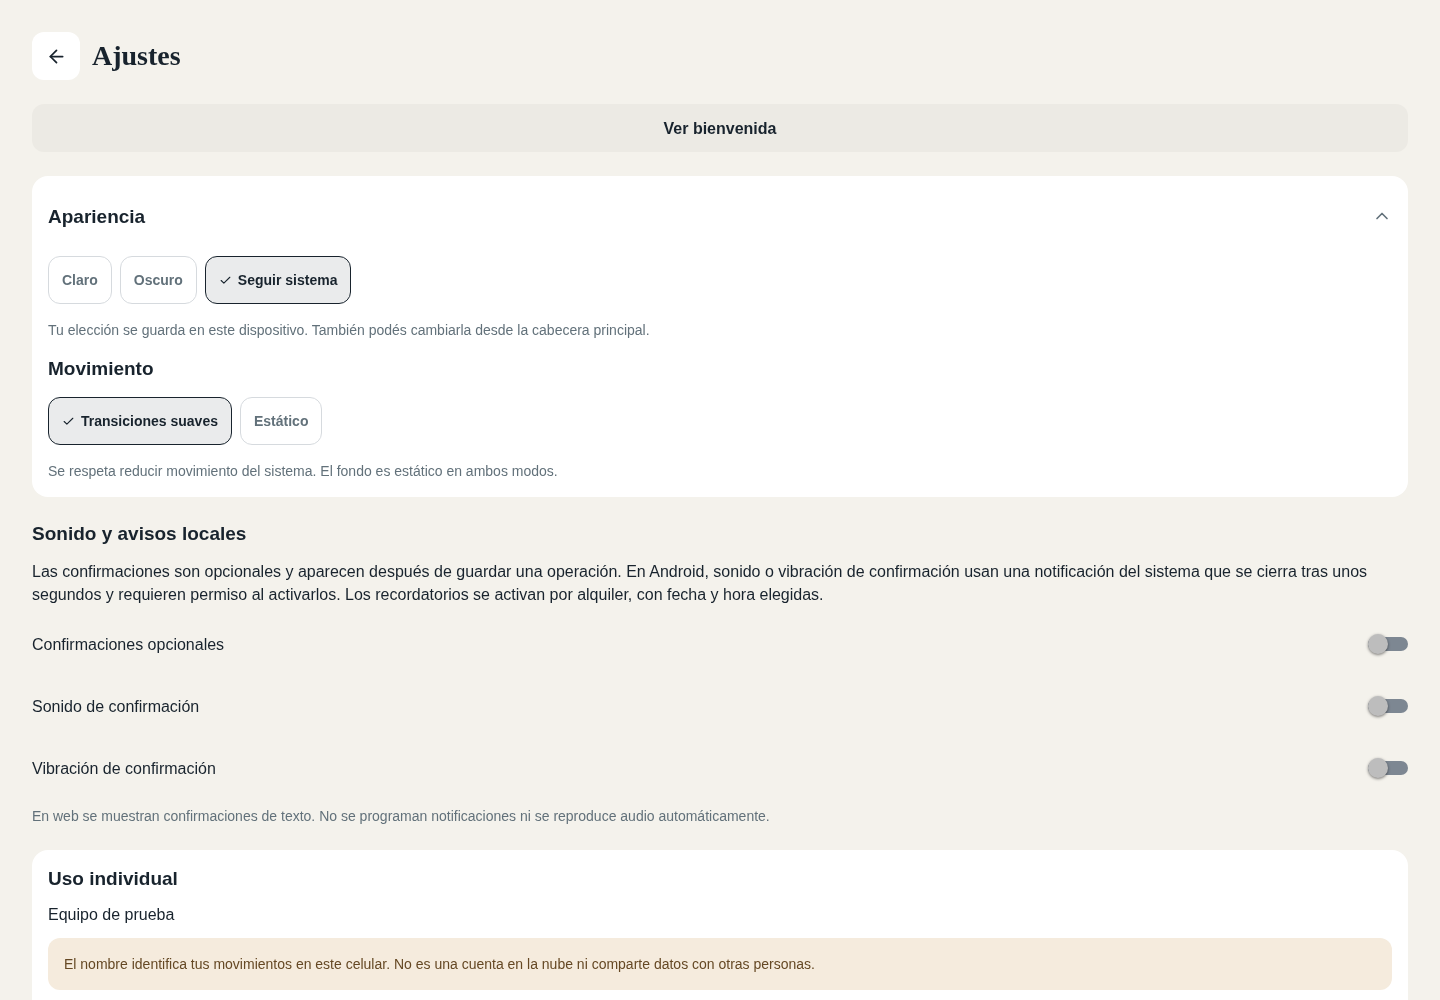 Ajustes
Ver bienvenida
Apariencia
Claro
Oscuro
Seguir sistema
Tu elección se guarda en este dispositivo. También podés cambiarla desde la cabecera principal.
Movimiento
Transiciones suaves
Estático
Se respeta reducir movimiento del sistema. El fondo es estático en ambos modos.
Sonido y avisos locales
Las confirmaciones son opcionales y aparecen después de guardar una operación. En Android, sonido o vibración de confirmación usan una notificación del sistema que se cierra tras unos
segundos y requieren permiso al activarlos. Los recordatorios se activan por alquiler, con fecha y hora elegidas.
Confirmaciones opcionales
Sonido de confirmación
Vibración de confirmación
En web se muestran confirmaciones de texto. No se programan notificaciones ni se reproduce audio automáticamente.
Uso individual
Equipo de prueba
El nombre identifica tus movimientos en este celular. No es una cuenta en la nube ni comparte datos con otras personas.